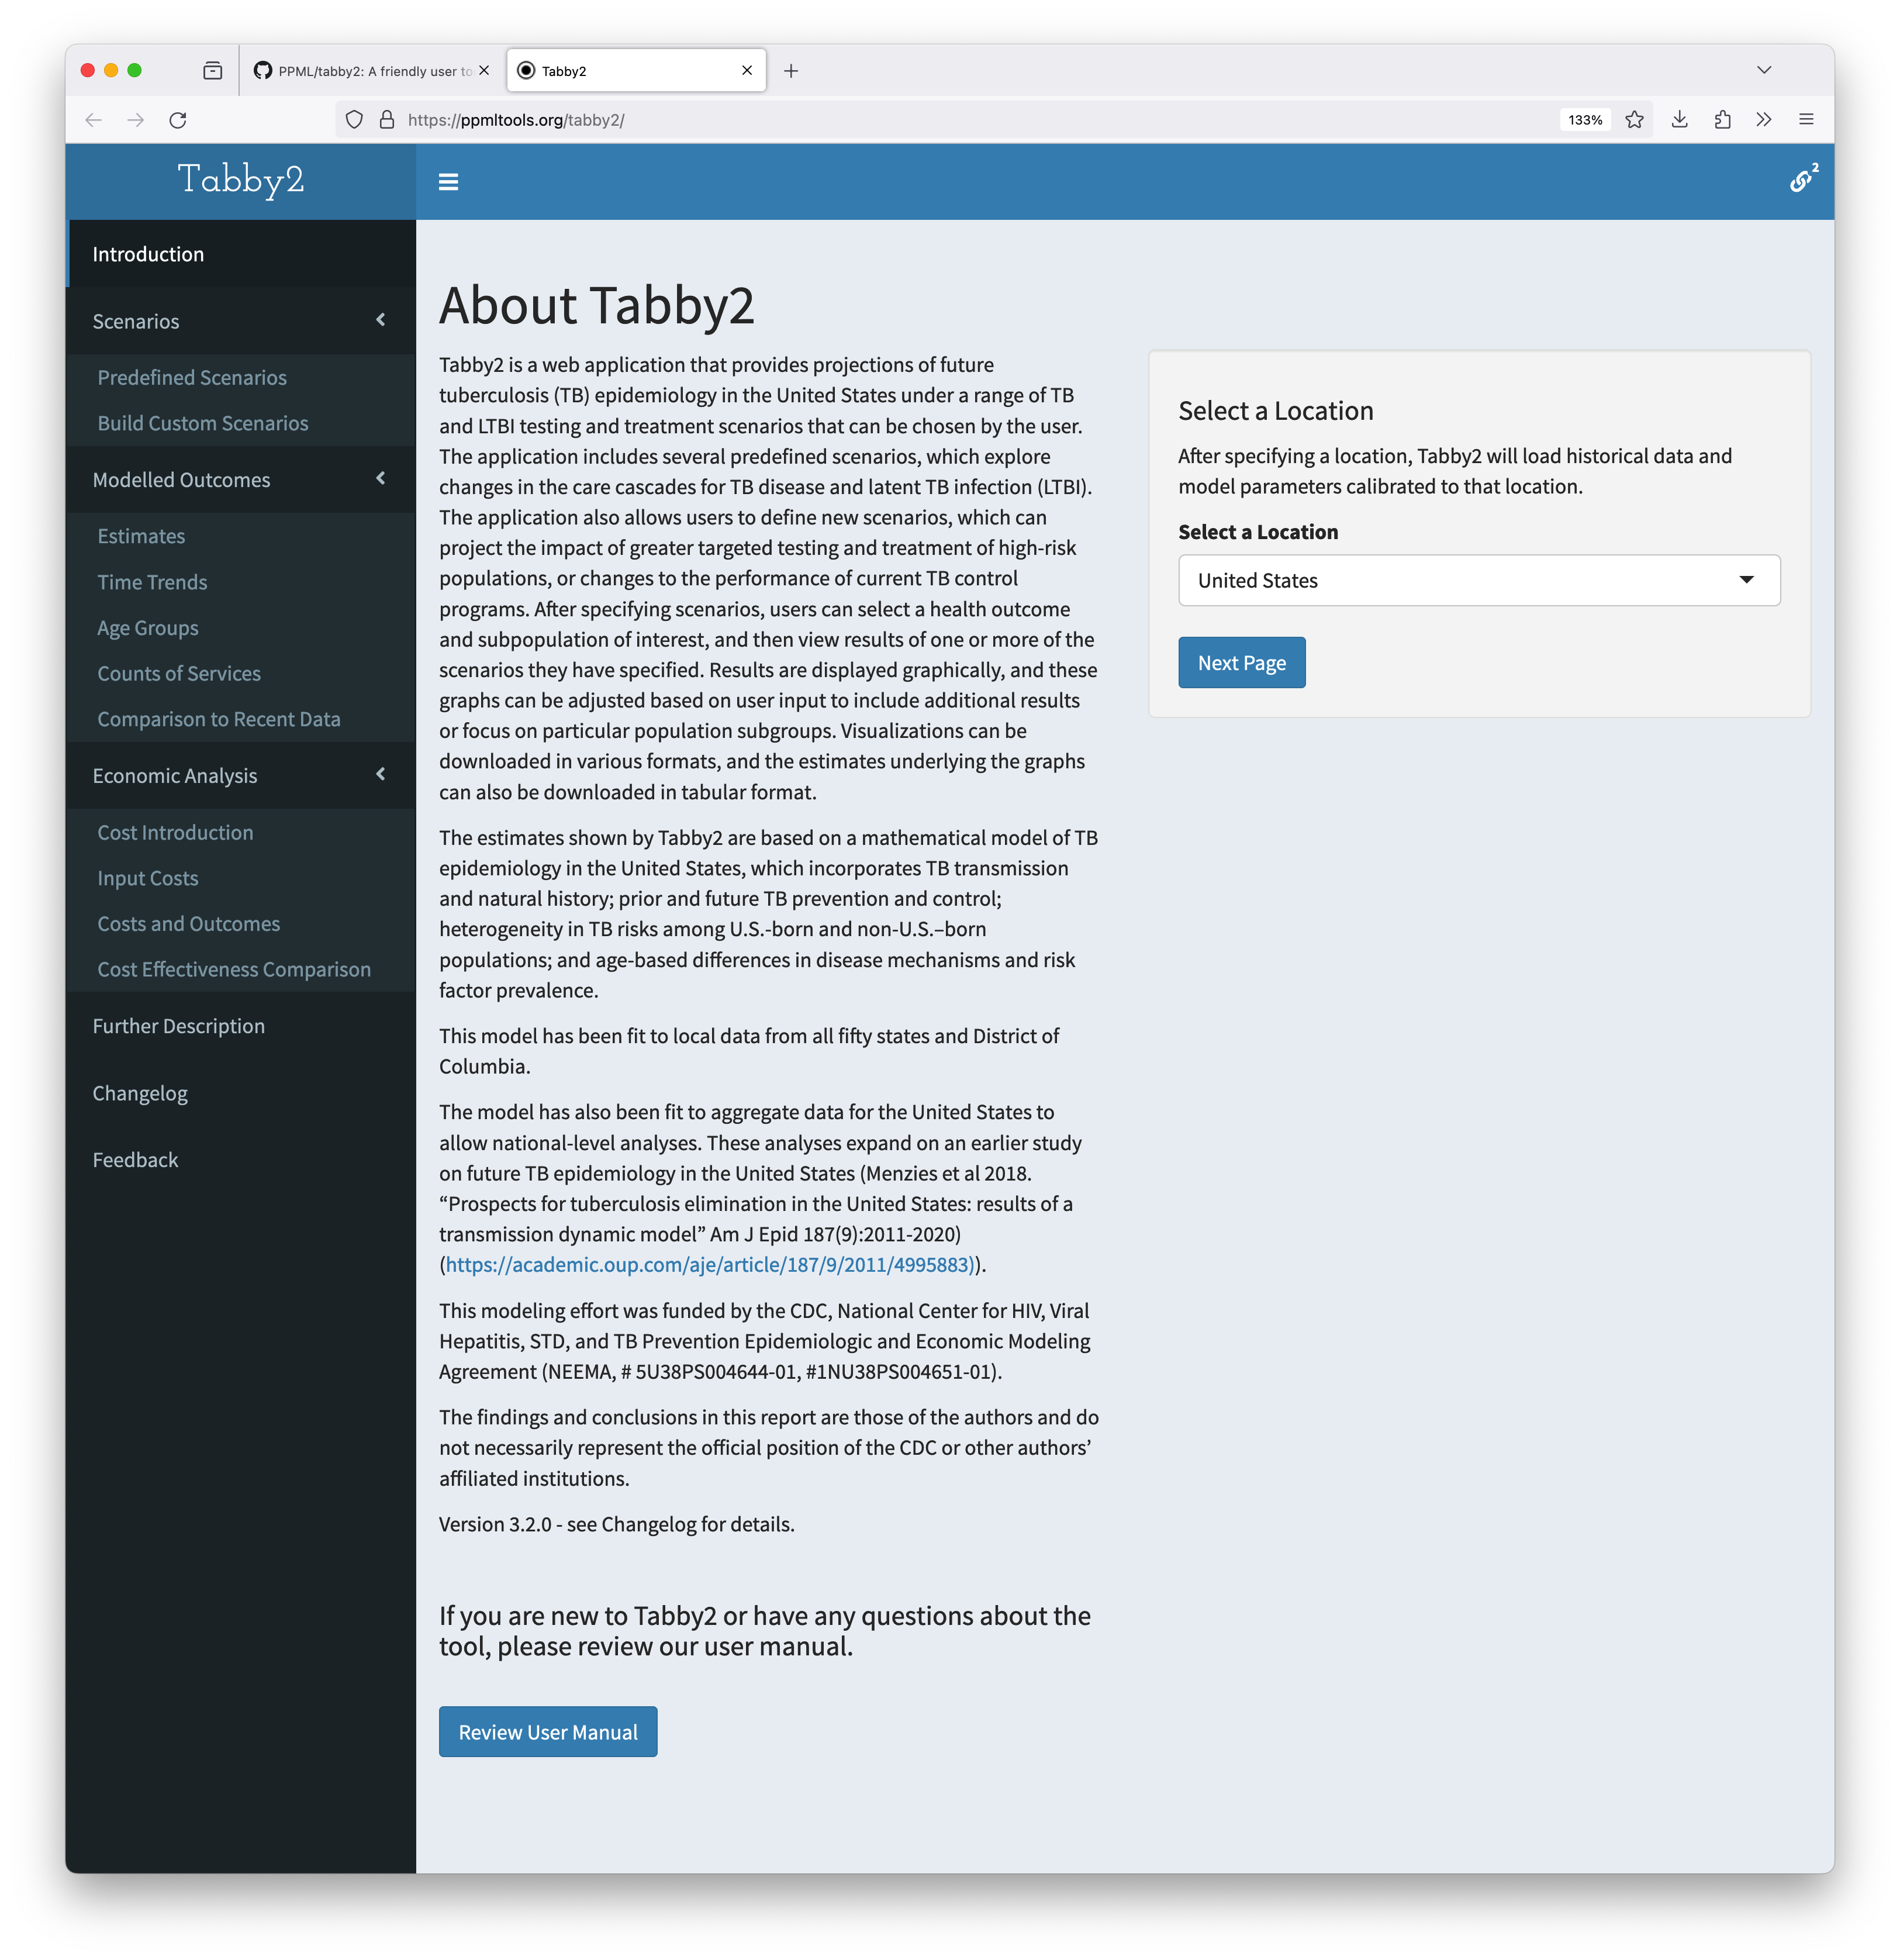 PPML/tabby2: A friendly user to
Tabby2
https://ppmltools.org/tabby2/
133%
Tabby2
2
Introduction
Scenarios
Predefined Scenarios
Build Custom Scenarios
Modelled Outcomes
Estimates
Time Trends
Age Groups
Counts of Services
Comparison to Recent Data
Economic Analysis
Cost Introduction
Input Costs
Costs and Outcomes
Cost Effectiveness Comparison
Further Description
Changelog
Feedback
About Tabby2
Tabby2 is a web application that provides projections of future
tuberculosis (TB) epidemiology in the United States under a range of TB
and LTBI testing and treatment scenarios that can be chosen by the user.
The application includes several predefined scenarios, which explore
changes in the care cascades for TB disease and latent TB infection (LTBI).
The application also allows users to define new scenarios, which can
project the impact of greater targeted testing and treatment of high-risk
populations, or changes to the performance of current TB control
programs. After specifying scenarios, users can select a health outcome
and subpopulation of interest, and then view results of one or more of the
scenarios they have specified. Results are displayed graphically, and these
graphs can be adjusted based on user input to include additional results
or focus on particular population subgroups. Visualizations can be
downloaded in various formats, and the estimates underlying the graphs
can also be downloaded in tabular format.
The estimates shown by Tabby2 are based on a mathematical model of TB
epidemiology in the United States, which incorporates TB transmission
and natural history; prior and future TB prevention and control;
heterogeneity in TB risks among U.S.-born and non-U.S.–born
populations; and age-based differences in disease mechanisms and risk
factor prevalence.
This model has been fit to local data from all fifty states and District of
Columbia.
The model has also been fit to aggregate data for the United States to
allow national-level analyses. These analyses expand on an earlier study
on future TB epidemiology in the United States (Menzies et al 2018.
“Prospects for tuberculosis elimination in the United States: results of a
transmission dynamic model” Am J Epid 187(9):2011-2020)
(https://academic.oup.com/aje/article/187/9/2011/4995883)).
This modeling effort was funded by the CDC, National Center for HIV, Viral
Hepatitis, STD, and TB Prevention Epidemiologic and Economic Modeling
Agreement (NEEMA, # 5U38PS004644-01, #1NU38PS004651-01).
The findings and conclusions in this report are those of the authors and do
not necessarily represent the official position of the CDC or other authors’
affiliated institutions.
Version 3.2.0 - see Changelog for details.
If you are new to Tabby2 or have any questions about the
tool, please review our user manual.
Review User Manual
Select a Location
After specifying a location, Tabby2 will load historical data and
model parameters calibrated to that location.
Select a Location
United States
Next Page